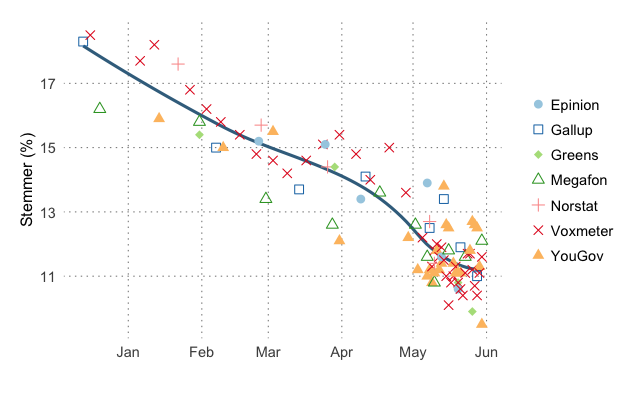 Stemmer (%)
17
15
13
11
Jan Feb Mar Apr May Jun
Epinion
Gallup
Greens
Megafon
Norstat
Voxmeter
YouGov